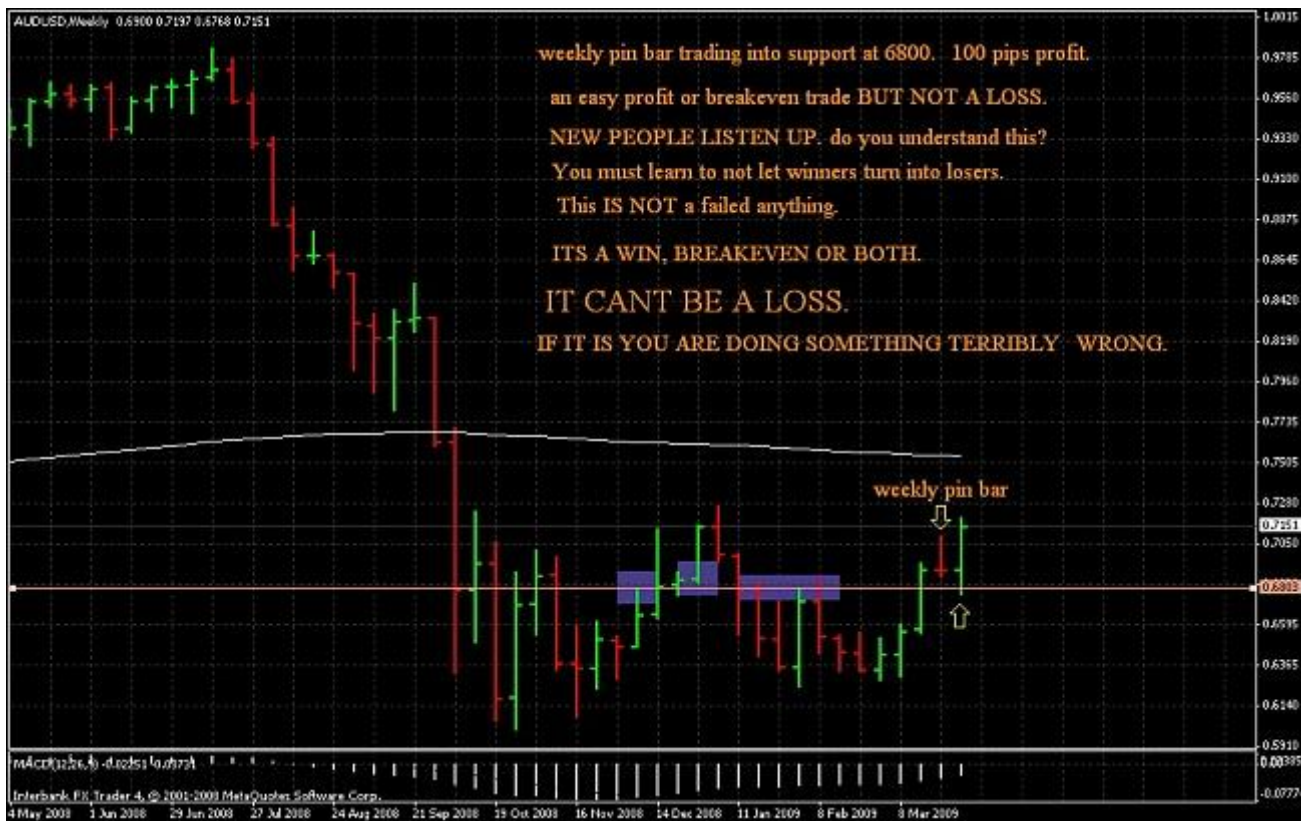 AUDUSD,Weekly 0.6900 0.7197 0.6768 0.7151
weekly pin bar trading into support at 6800. 100 pips profit.
an easy profit or breakeven trade BUT NOT A LOSS.
NEW PEOPLE LISTEN UP. do you understand this?
You must learn to not let winners turn into losers.
This IS NOT a failed anything.
ITS A WIN, BREAKEVEN OR BOTH.
IT CANT BE A LOSS.
IF IT IS YOU ARE DOING SOMETHING TERRIBLY WRONG.
weekly pin bar
1.0015
0.9785
0.9560
0.9330
0.9100
0.8875
0.8645
0.8420
0.8190
0.7960
0.7735
0.7505
0.7280
0.7151
0.7050
0.6803
0.6595
0.6365
0.6140
0.5910
Interbank FX Trader 4, © 2001-2008 MetaQuotes Software Corp.
4 May 2008 1 Jun 2008 29 Jun 2008 27 Jul 2008 24 Aug 2008 21 Sep 2008 19 Oct 2008 16 Nov 2008 14 Dec 2008 11 Jan 2009 8 Feb 2009 8 Mar 2009